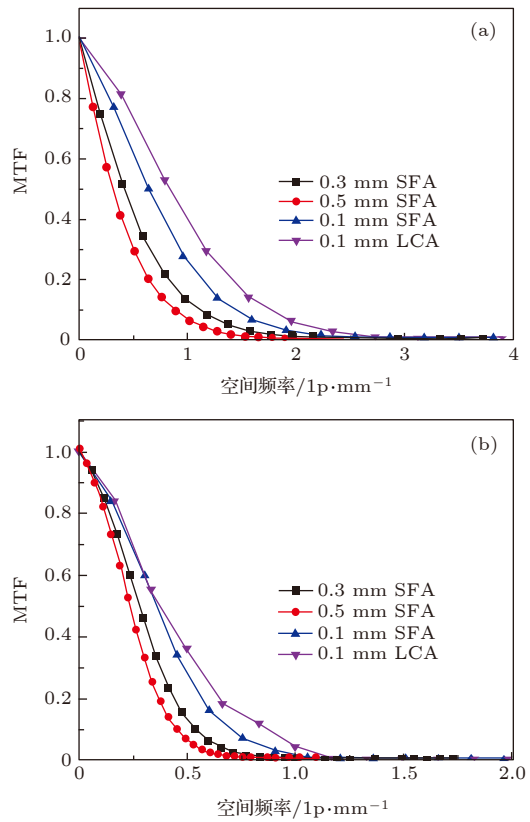 (a)
1.0
0.8
0.6
0.4
0.2
0
MTF
0.3 mm SFA
0.5 mm SFA
0.1 mm SFA
0.1 mm LCA
0 1 2 3 4
空间频率/1p·mm⁻¹
(b)
1.0
0.8
0.6
0.4
0.2
0
MTF
0.3 mm SFA
0.5 mm SFA
0.1 mm SFA
0.1 mm LCA
0 0.5 1.0 1.5 2.0
空间频率/1p·mm⁻¹